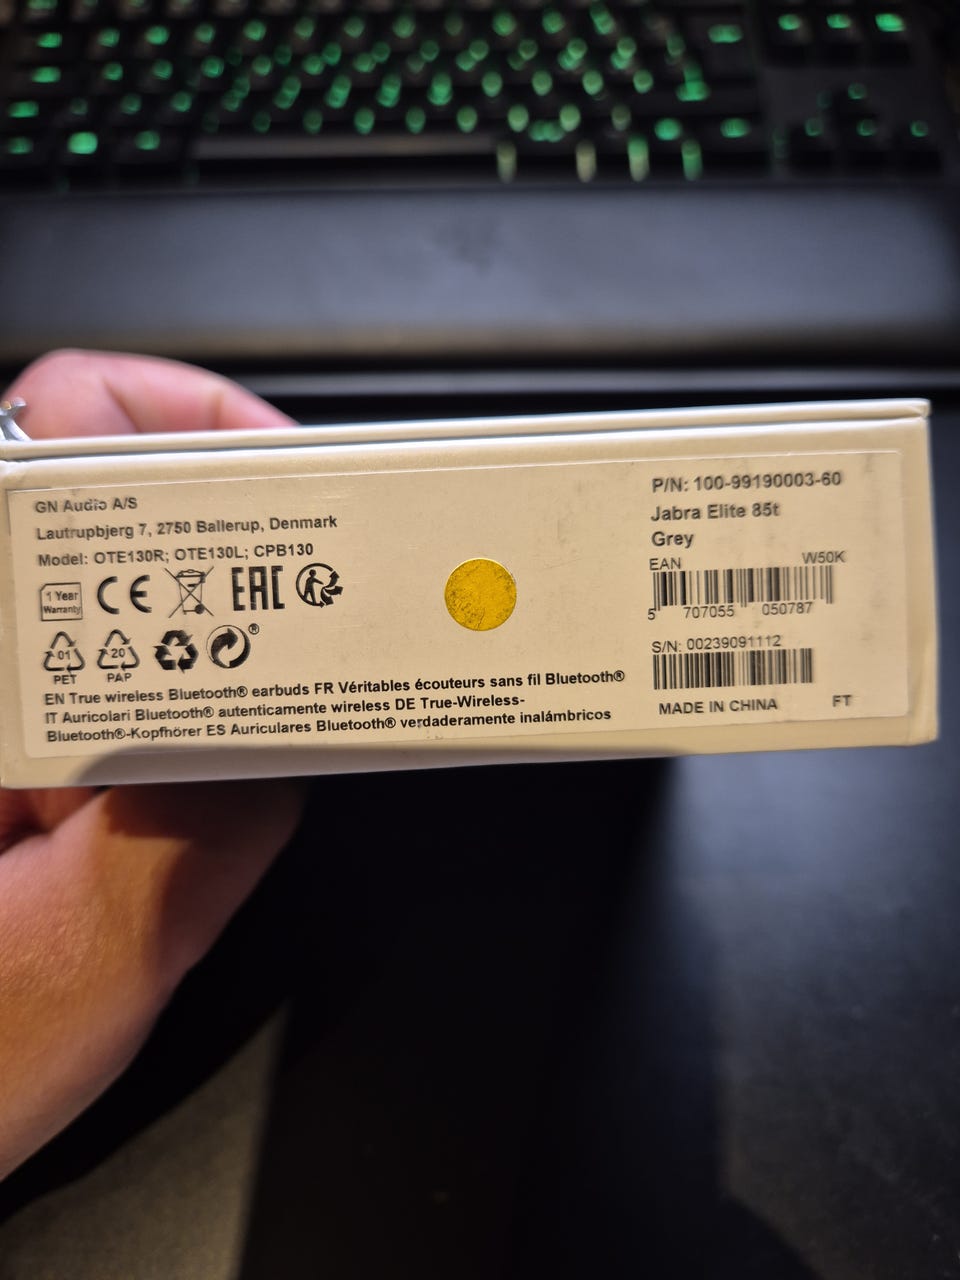 GN Audio A/S
Lautrupbjerg 7, 2750 Ballerup, Denmark
Model: OTE130R; OTE130L; CPB130
1 Year
Warranty
CE
EAC
01
PET
20
PAP
®
EN True wireless Bluetooth® earbuds FR Véritables écouteurs sans fil Bluetooth®
IT Auricolari Bluetooth® autenticamente wireless DE True-Wireless-
Bluetooth®-Kopfhörer ES Auriculares Bluetooth® verdaderamente inalámbricos
P/N: 100-99190003-60
Jabra Elite 85t
Grey
EAN W50K
5 707055 050787
S/N: 00239091112
MADE IN CHINA FT